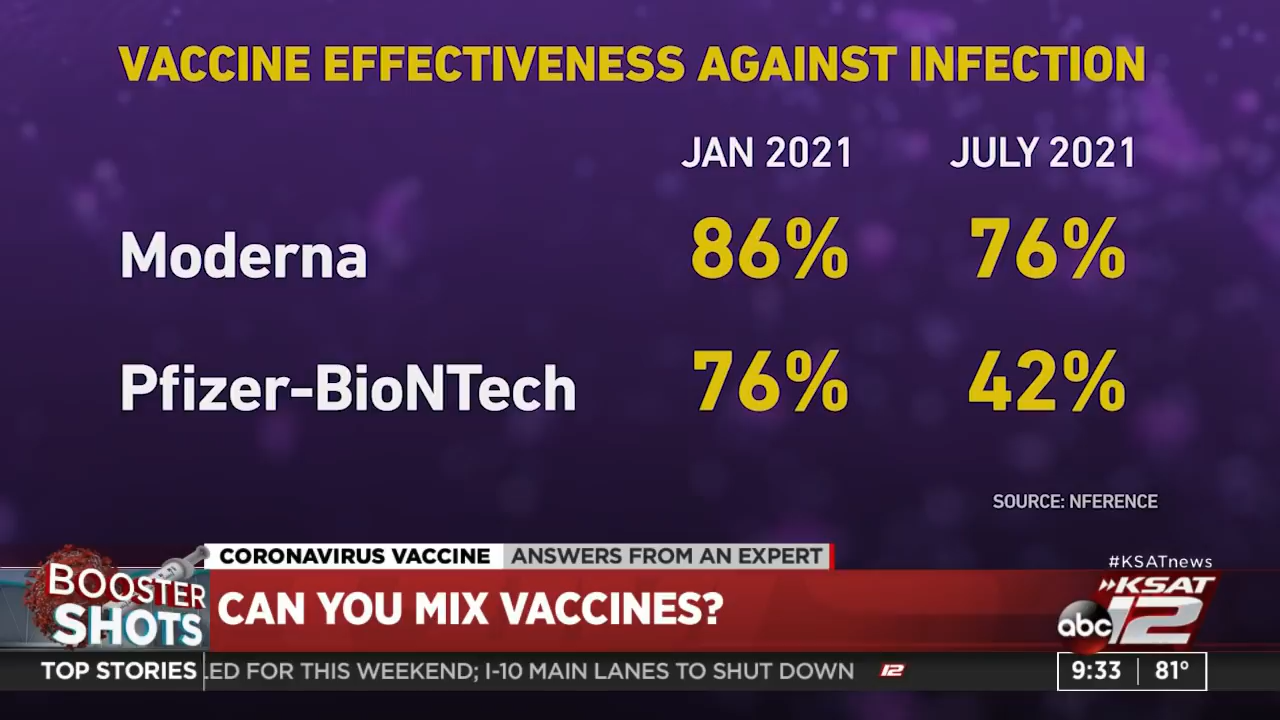 VACCINE EFFECTIVENESS AGAINST INFECTION
JAN 2021 JULY 2021
Moderna 86% 76%
Pfizer-BioNTech 76% 42%
SOURCE: NFERENCE
CORONAVIRUS VACCINE ANSWERS FROM AN EXPERT
#KSATnews
BOOSTER SHOTS
CAN YOU MIX VACCINES?
KSAT
abc 12
TOP STORIES LED FOR THIS WEEKEND; I-10 MAIN LANES TO SHUT DOWN 12
9:33 81°